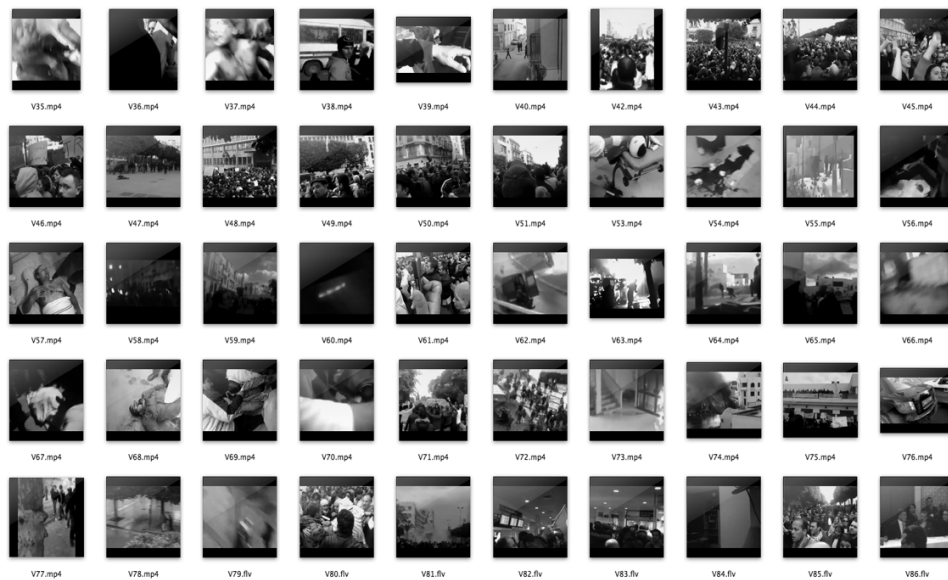 V35.mp4 V36.mp4 V37.mp4 V38.mp4 V39.mp4 V40.mp4 V42.mp4 V43.mp4 V44.mp4 V45.mp4
V46.mp4 V47.mp4 V48.mp4 V49.mp4 V50.mp4 V51.mp4 V53.mp4 V54.mp4 V55.mp4 V56.mp4
V57.mp4 V58.mp4 V59.mp4 V60.mp4 V61.mp4 V62.mp4 V63.mp4 V64.mp4 V65.mp4 V66.mp4
V67.mp4 V68.mp4 V69.mp4 V70.mp4 V71.mp4 V72.mp4 V73.mp4 V74.mp4 V75.mp4 V76.mp4
V77.mp4 V78.mp4 V79.flv V80.flv V81.flv V82.flv V83.flv V84.flv V85.flv V86.flv